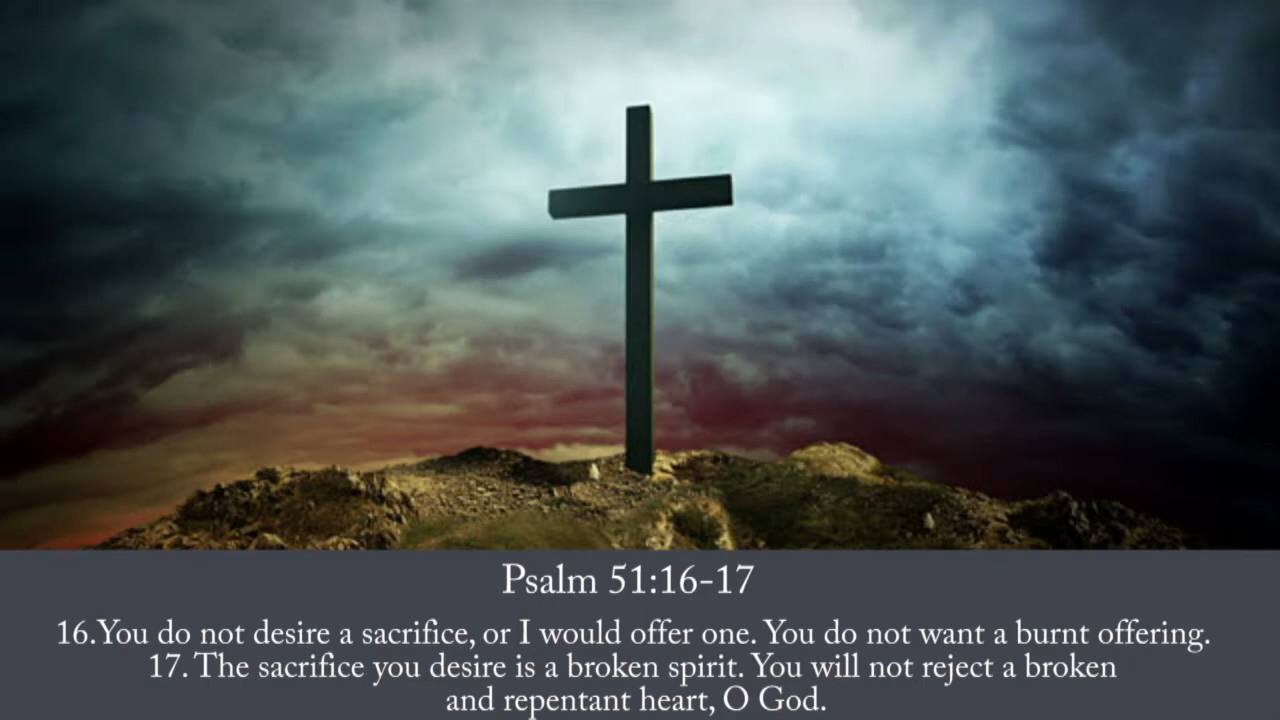 Psalm 51:16-17
16.You do not desire a sacrifice, or I would offer one. You do not want a burnt offering.
17. The sacrifice you desire is a broken spirit. You will not reject a broken
and repentant heart, O God.